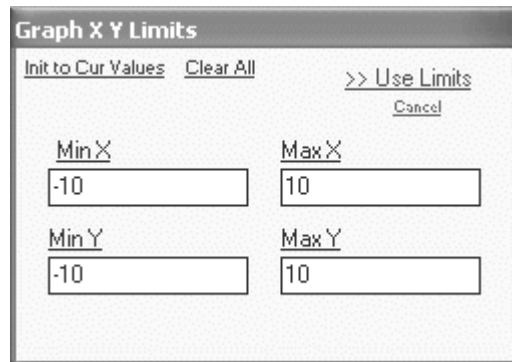 Graph X Y Limits
Init to Cur Values Clear All >> Use Limits
Cancel
Min X Max X
-10 10
Min Y Max Y
-10 10